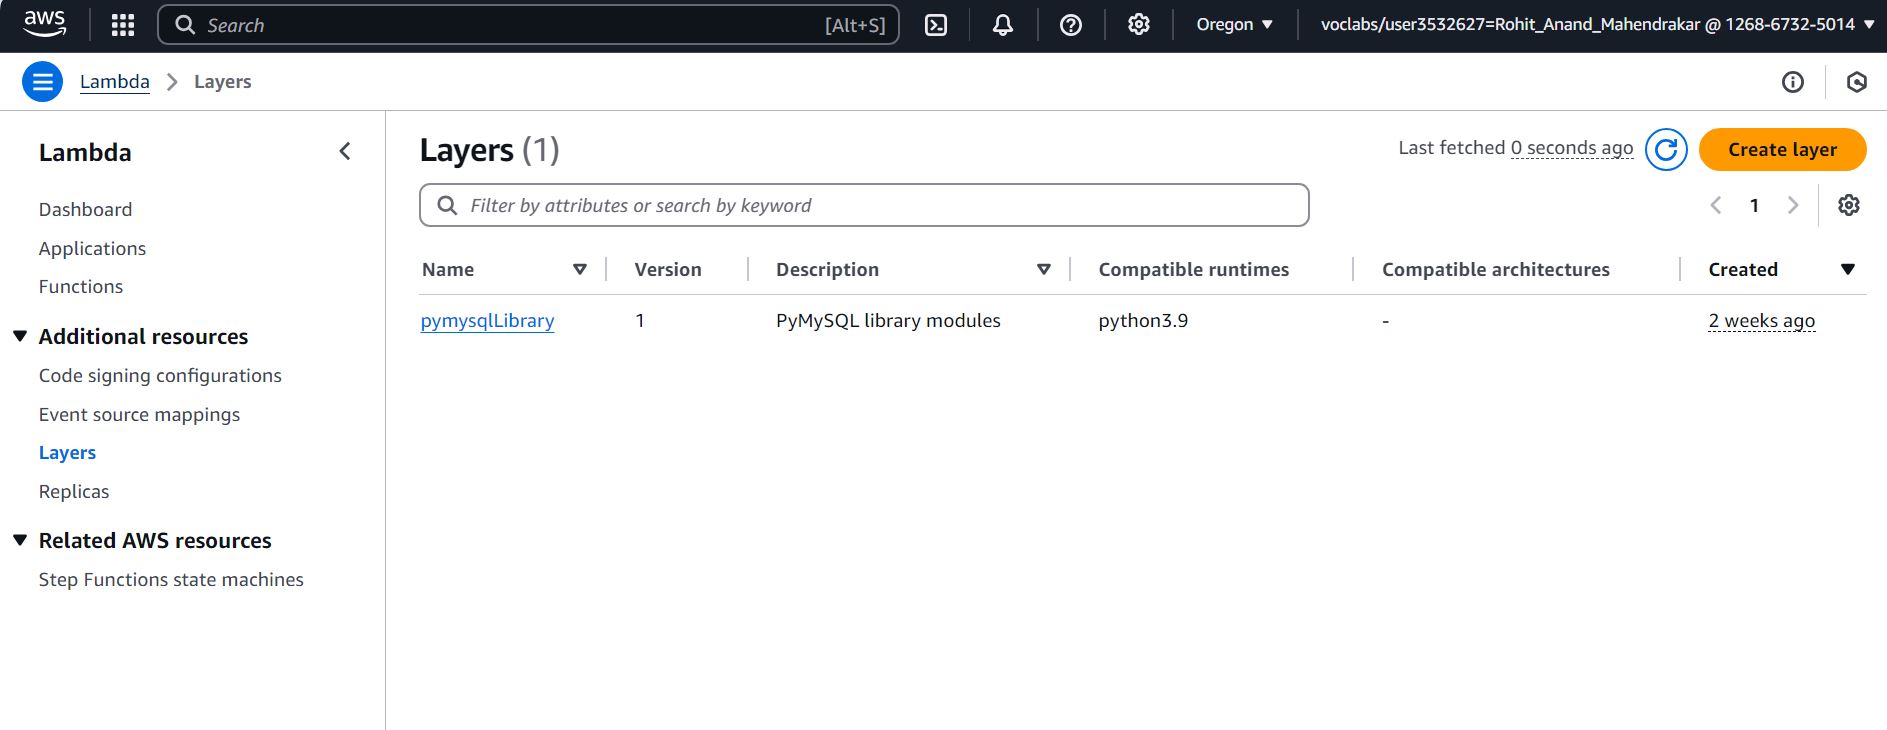 aws
Search [Alt+S] Oregon voclabs/user3532627=Rohit_Anand_Mahendrakar @ 1268-6732-5014
Lambda Layers
Lambda
Dashboard
Applications
Functions
Additional resources
Code signing configurations
Event source mappings
Layers
Replicas
Related AWS resources
Step Functions state machines
Layers (1)
Last fetched 0 seconds ago
Create layer
Filter by attributes or search by keyword
1
Name Version Description Compatible runtimes Compatible architectures Created
pymysqlLibrary 1 PyMySQL library modules python3.9 - 2 weeks ago